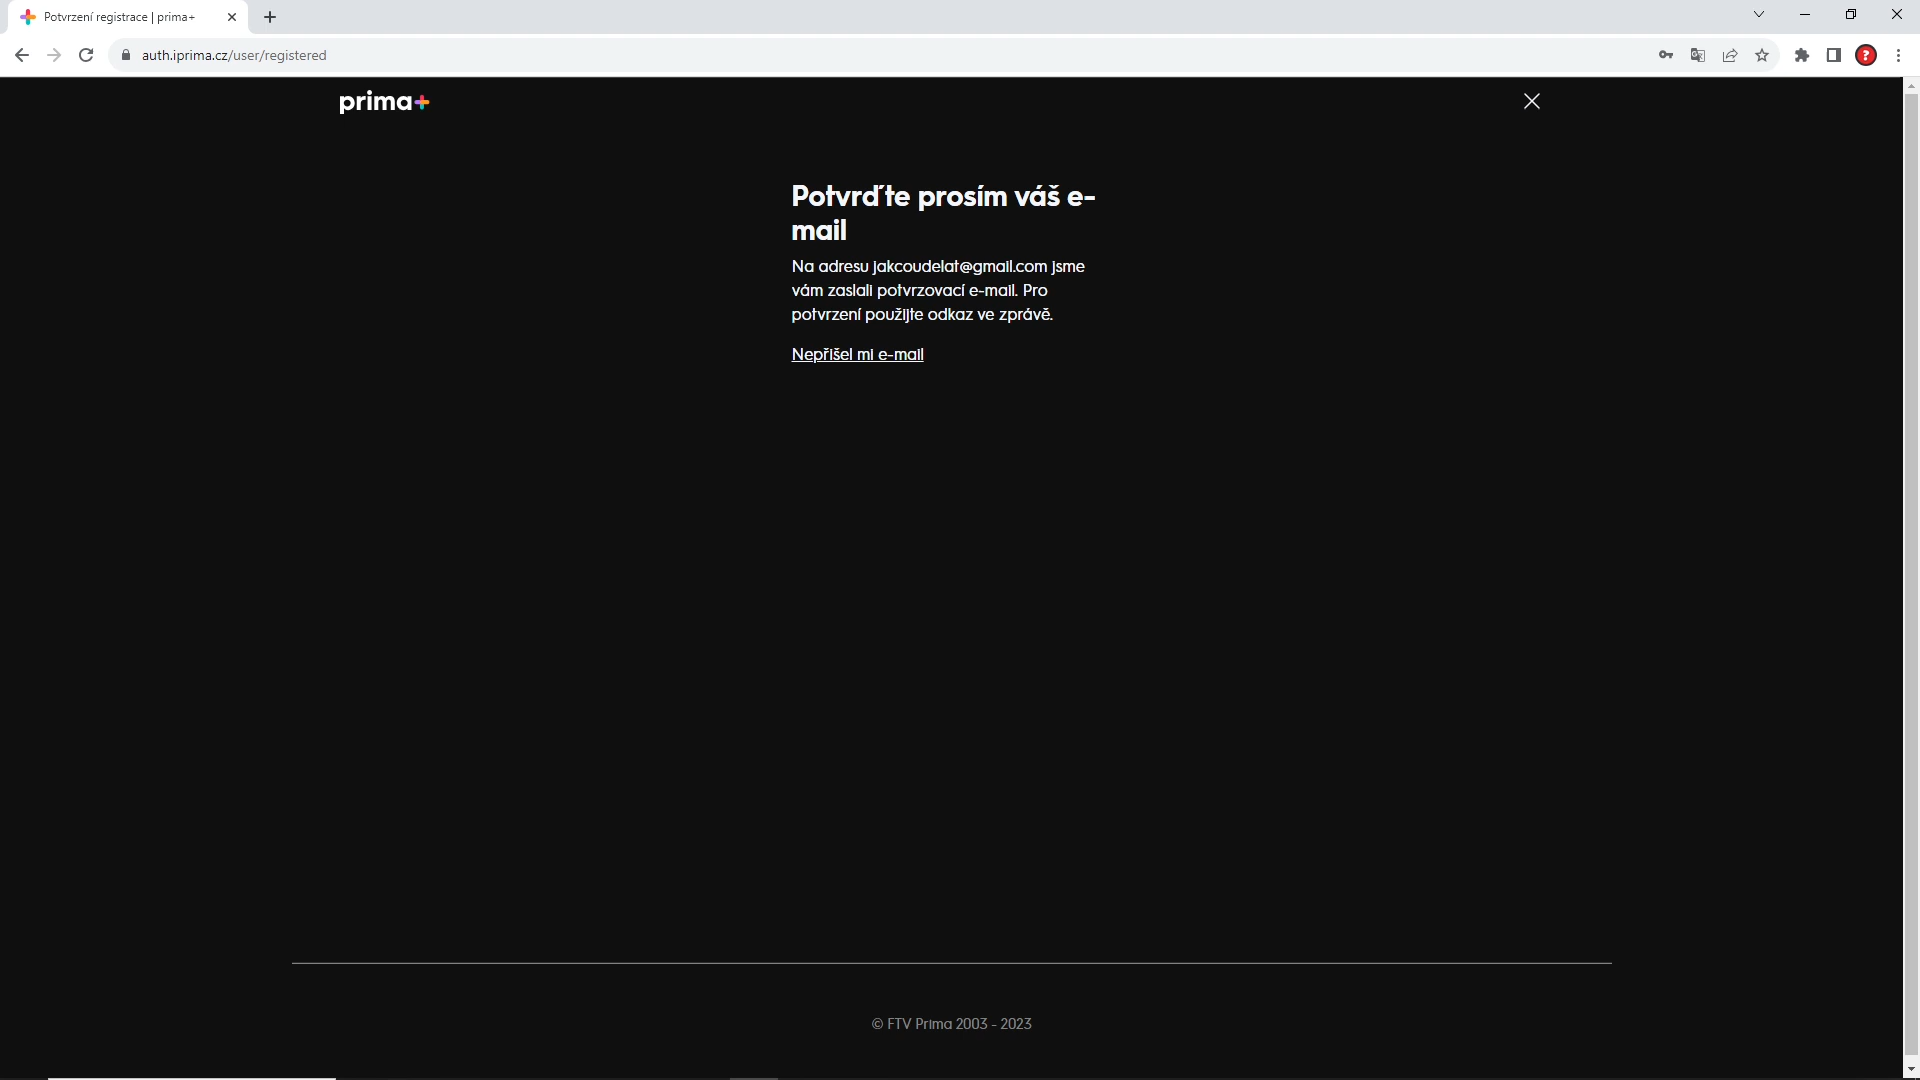 Potvrzení registrace | prima+
auth.iprima.cz/user/registered
prima+
Potvrďte prosím váš e-
mail
Na adresu jakcoudelat@gmail.com jsme
vám zaslali potvrzovací e-mail. Pro
potvrzení použijte odkaz ve zprávě.
Nepřišel mi e-mail
© FTV Prima 2003 - 2023